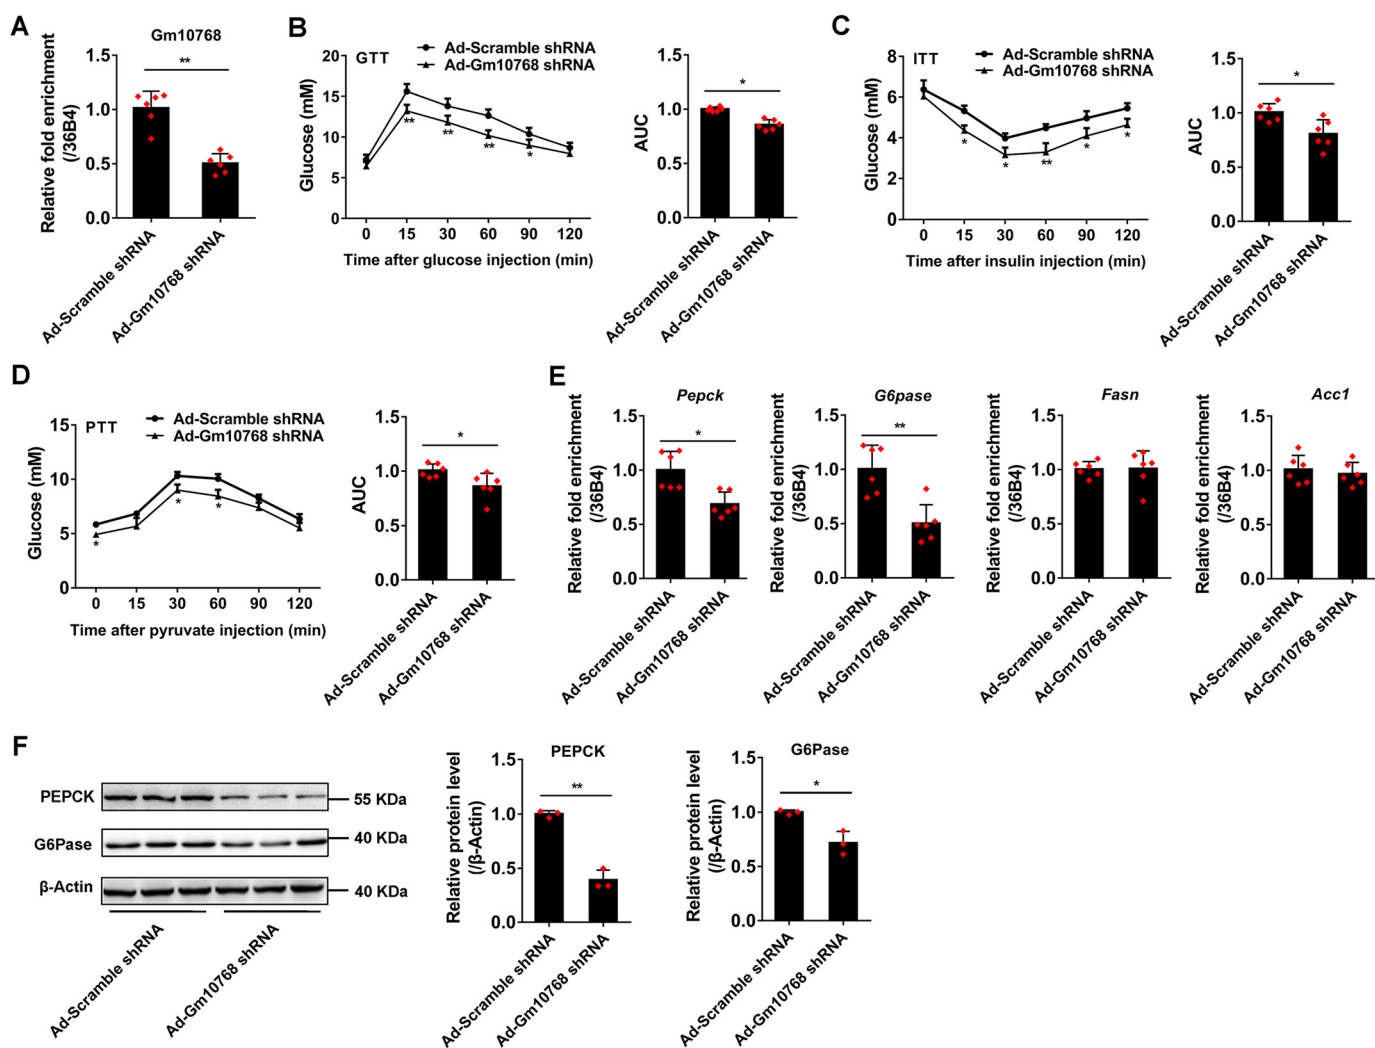 A
Gm10768
Relative fold enrichment
(/36B4)
1.5
1.0
0.5
0.0
**
Ad-Scramble shRNA
Ad-Gm10768 shRNA
B
GTT
Ad-Scramble shRNA
Ad-Gm10768 shRNA
Glucose (mM)
20
15
10
5
0
**
**
**
*
0 15 30 60 90 120
Time after glucose injection (min)
AUC
1.5
1.0
0.5
0.0
*
Ad-Scramble shRNA
Ad-Gm10768 shRNA
C
ITT
Ad-Scramble shRNA
Ad-Gm10768 shRNA
Glucose (mM)
8
6
4
2
0
*
*
**
*
*
0 15 30 60 90 120
Time after insulin injection (min)
AUC
1.5
1.0
0.5
0.0
*
Ad-Scramble shRNA
Ad-Gm10768 shRNA
D
PTT
Ad-Scramble shRNA
Ad-Gm10768 shRNA
Glucose (mM)
15
10
5
0
*
*
*
0 15 30 60 90 120
Time after pyruvate injection (min)
AUC
1.5
1.0
0.5
0.0
*
Ad-Scramble shRNA
Ad-Gm10768 shRNA
E
Pepck
Relative fold enrichment
(/36B4)
1.5
1.0
0.5
0.0
*
Ad-Scramble shRNA
Ad-Gm10768 shRNA
G6pase
Relative fold enrichment
(/36B4)
1.5
1.0
0.5
0.0
**
Ad-Scramble shRNA
Ad-Gm10768 shRNA
Fasn
Relative fold enrichment
(/36B4)
1.5
1.0
0.5
0.0
Ad-Scramble shRNA
Ad-Gm10768 shRNA
Acc1
Relative fold enrichment
(/36B4)
1.5
1.0
0.5
0.0
Ad-Scramble shRNA
Ad-Gm10768 shRNA
F
PEPCK
55 KDa
G6Pase
40 KDa
β-Actin
40 KDa
Ad-Scramble shRNA
Ad-Gm10768 shRNA
PEPCK
Relative protein level
(/β-Actin)
1.5
1.0
0.5
0.0
**
Ad-Scramble shRNA
Ad-Gm10768 shRNA
G6Pase
Relative protein level
(/β-Actin)
1.5
1.0
0.5
0.0
*
Ad-Scramble shRNA
Ad-Gm10768 shRNA